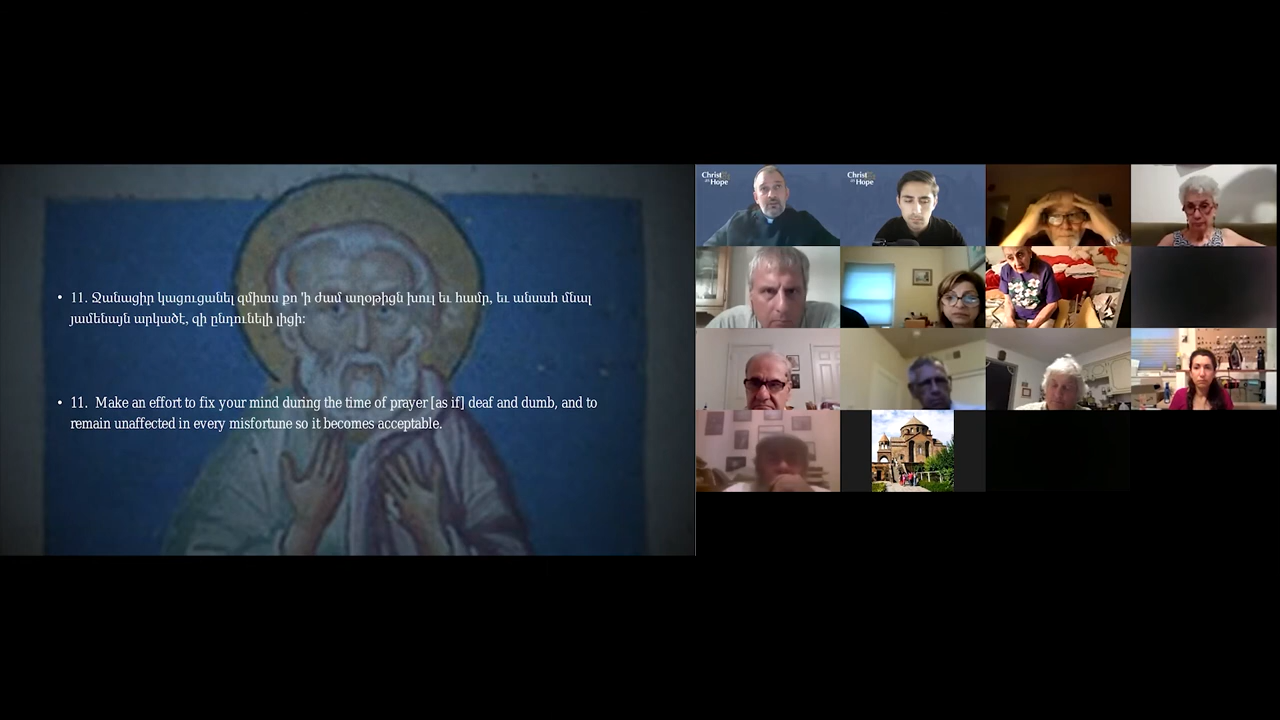 • 11. Ջանացիր կացուցանել զմիտս քո 'ի ժամ աղօթիցն խուլ եւ համր, եւ անսահ մնալ
յամենայն արկածէ, զի ընդունելի լիցի:
• 11. Make an effort to fix your mind during the time of prayer [as if] deaf and dumb, and to
remain unaffected in every misfortune so it becomes acceptable.
Christ
Hope
Christ
Hope